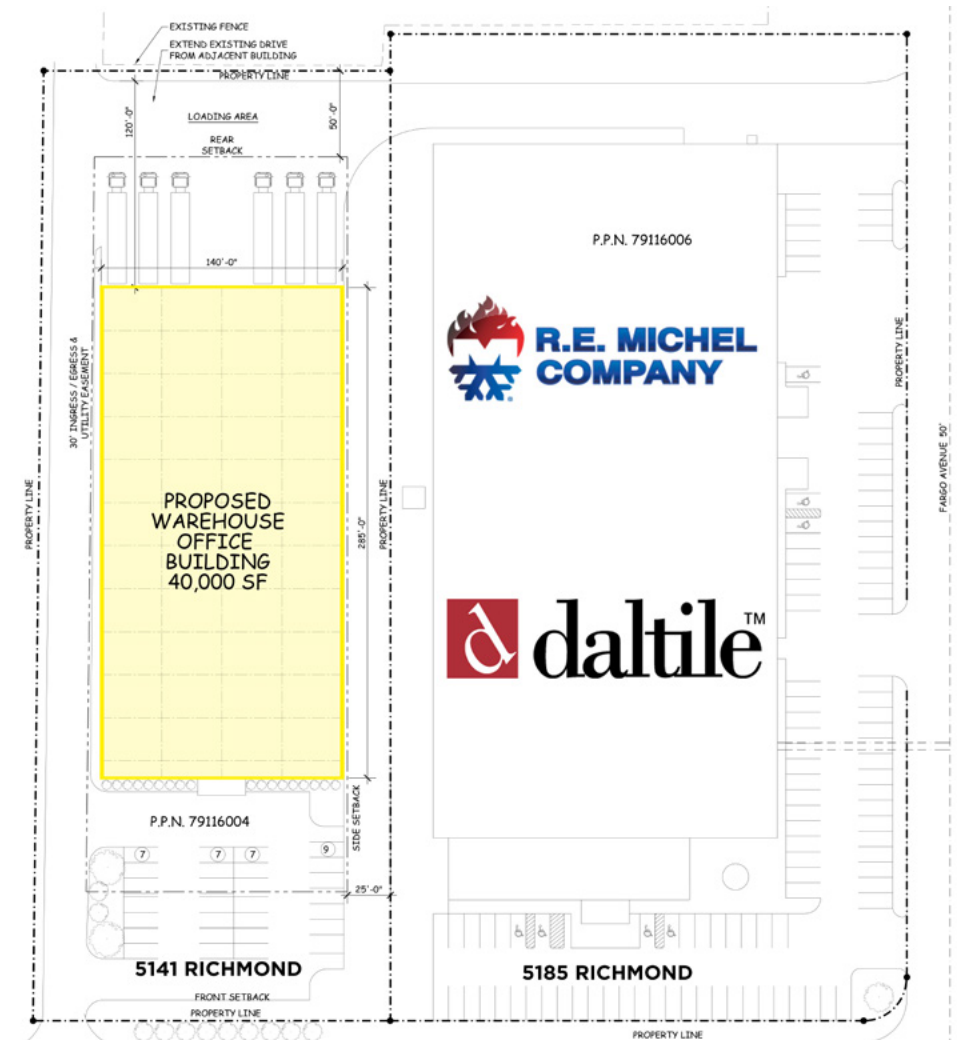 EXISTING FENCE
EXTEND EXISTING DRIVE
FROM ADJACENT BUILDING
PROPERTY LINE
120'-0"
LOADING AREA
50'-0"
REAR
SETBACK
140'-0"
P.P.N. 79116006
R.E. MICHEL
COMPANY
®
30' INGRESS / EGRESS &
UTILITY EASEMENT
PROPERTY LINE
PROPERTY LINE
285'-0"
PROPERTY LINE
FARGO AVENUE 50'
PROPOSED
WAREHOUSE
OFFICE
BUILDING
40,000 SF
d daltile™
P.P.N. 79116004
SIDE SETBACK
7
7
7
9
25'-0"
5141 RICHMOND
5185 RICHMOND
FRONT SETBACK
PROPERTY LINE
PROPERTY LINE